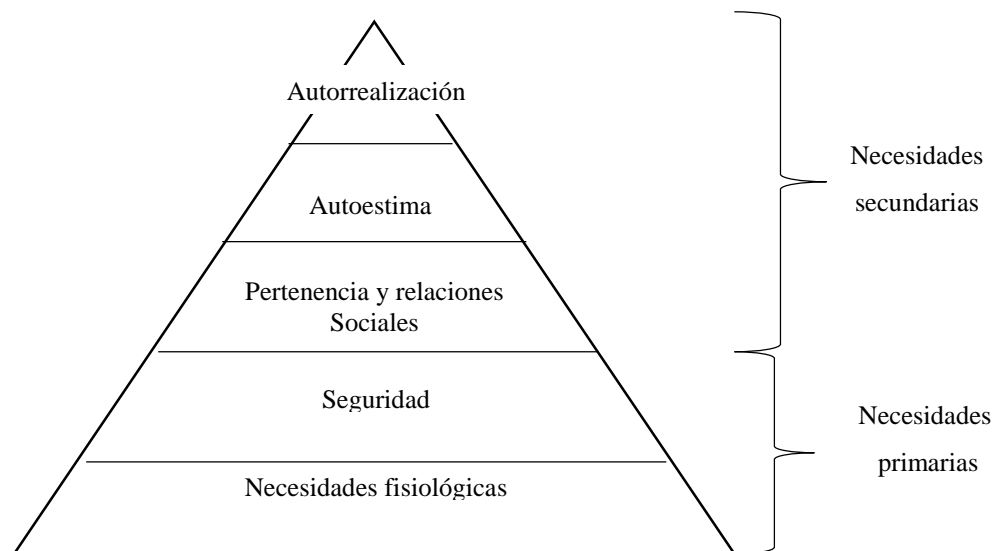 Autorrealización
Autoestima
Pertenencia y relaciones
Sociales
Seguridad
Necesidades fisiológicas
Necesidades
secundarias
Necesidades
primarias